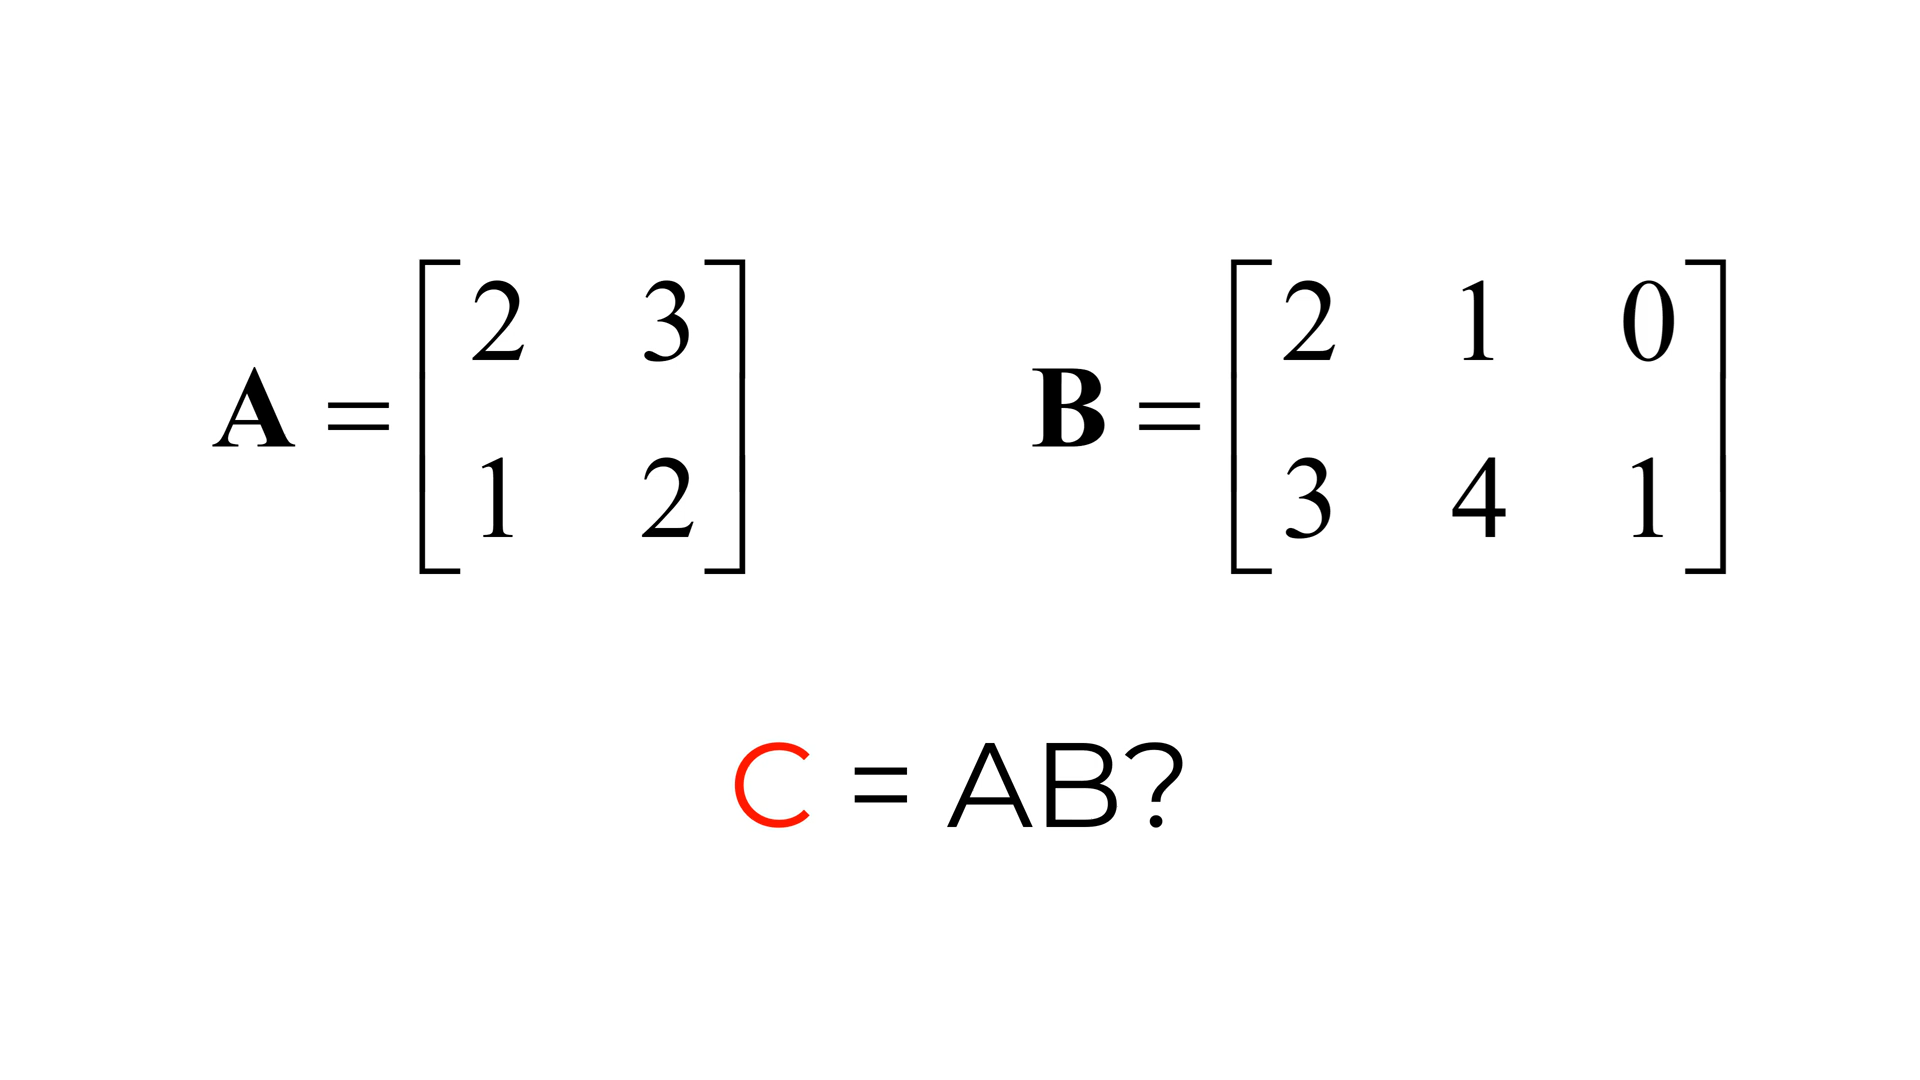 A = [ 2 3
1 2 ]
B = [ 2 1 0
3 4 1 ]
C = AB?